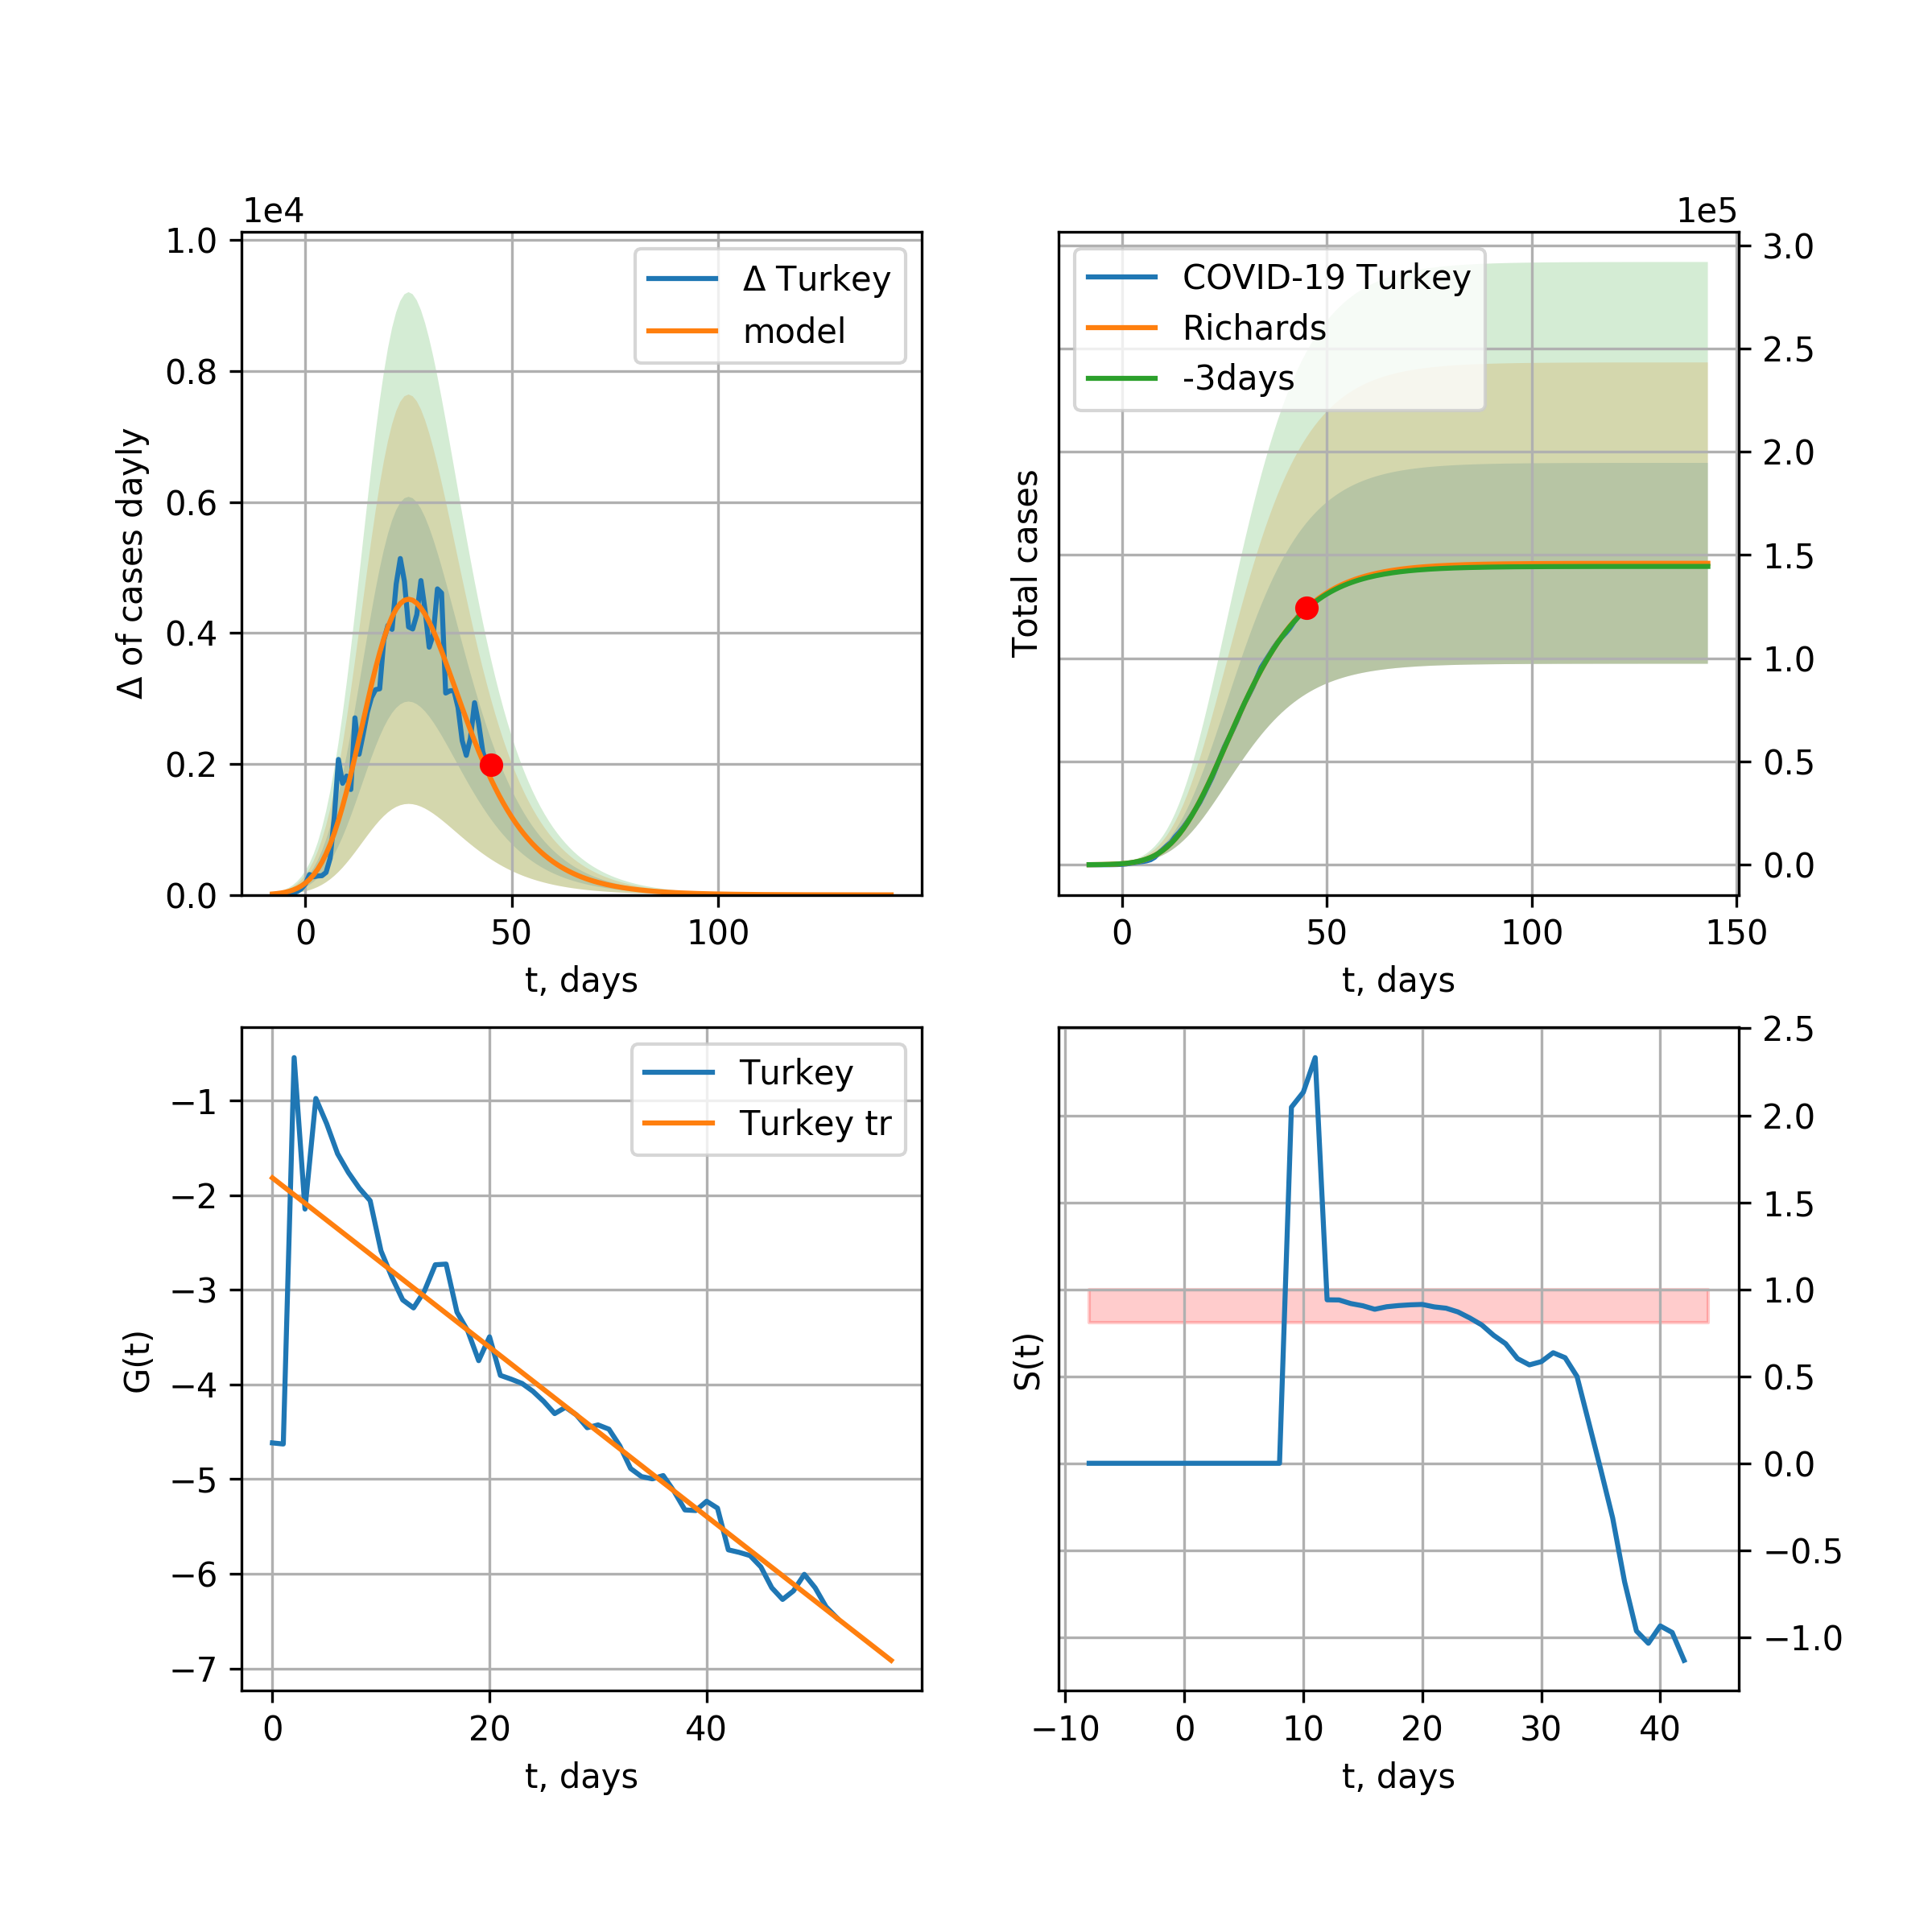 1e4
1.0
0.8
0.6
0.4
0.2
0.0
Δ of cases dayly
Δ Turkey
model
0
50
100
t, days
1e5
COVID-19 Turkey
Richards
-3days
Total cases
3.0
2.5
2.0
1.5
1.0
0.5
0.0
0
50
100
150
t, days
Turkey
Turkey tr
−1
−2
−3
−4
−5
−6
−7
G(t)
0
20
40
t, days
S(t)
2.5
2.0
1.5
1.0
0.5
0.0
−0.5
−1.0
−10
0
10
20
30
40
t, days